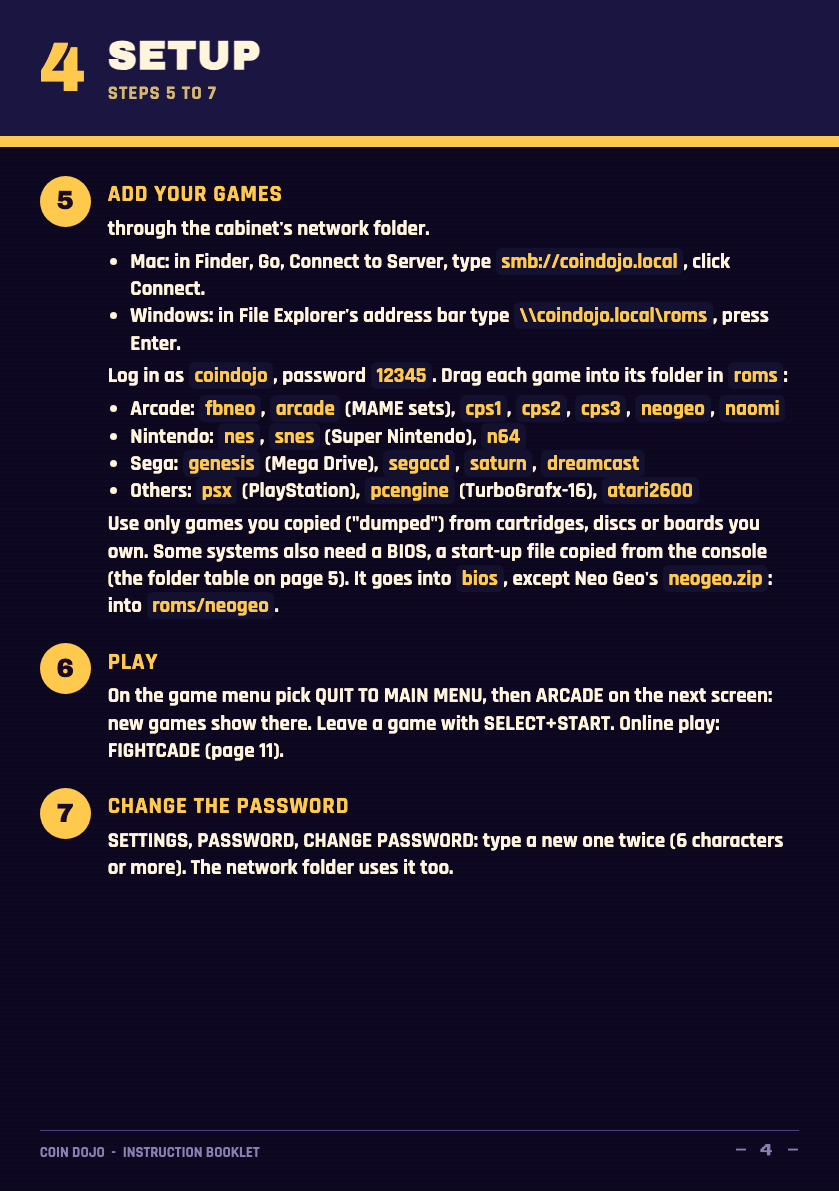 4 SETUP
STEPS 5 TO 7
5 ADD YOUR GAMES
through the cabinet's network folder.
• Mac: in Finder, Go, Connect to Server, type smb://coindojo.local , click
Connect.
• Windows: in File Explorer's address bar type \\coindojo.local\roms , press
Enter.
Log in as coindojo , password 12345 . Drag each game into its folder in roms :
• Arcade: fbneo , arcade (MAME sets), cps1 , cps2 , cps3 , neogeo , naomi
• Nintendo: nes , snes (Super Nintendo), n64
• Sega: genesis (Mega Drive), segacd , saturn , dreamcast
• Others: psx (PlayStation), pcengine (TurboGrafx-16), atari2600
Use only games you copied ("dumped") from cartridges, discs or boards you
own. Some systems also need a BIOS, a start-up file copied from the console
(the folder table on page 5). It goes into bios , except Neo Geo's neogeo.zip :
into roms/neogeo .
6 PLAY
On the game menu pick QUIT TO MAIN MENU, then ARCADE on the next screen:
new games show there. Leave a game with SELECT+START. Online play:
FIGHTCADE (page 11).
7 CHANGE THE PASSWORD
SETTINGS, PASSWORD, CHANGE PASSWORD: type a new one twice (6 characters
or more). The network folder uses it too.
COIN DOJO - INSTRUCTION BOOKLET
— 4 —